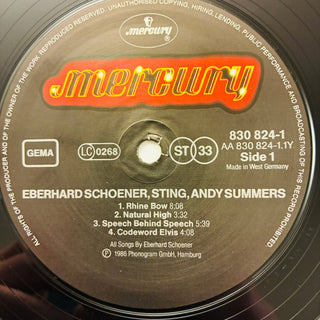 UNAUTHORISED COPYING, HIRING, LENDING, PUBLIC PERFORMANCE AND BROADCASTING OF THIS RECORD PROHIBITED
ALL RIGHTS OF THE PRODUCER AND OF THE OWNER OF THE WORK REPRODUCED RESERVED.
mercury
mercury
830 824-1
AA 830 824-1.1Y
Side 1
Made in West Germany
GEMA
LC 0268
ST 33
EBERHARD SCHOENER, STING, ANDY SUMMERS
1. Rhine Bow 8:08
2. Natural High 3:32
3. Speech Behind Speech 5:39
4. Codeword Elvis 4:08
All Songs By Eberhard Schoener
℗ 1986 Phonogram GmbH, Hamburg